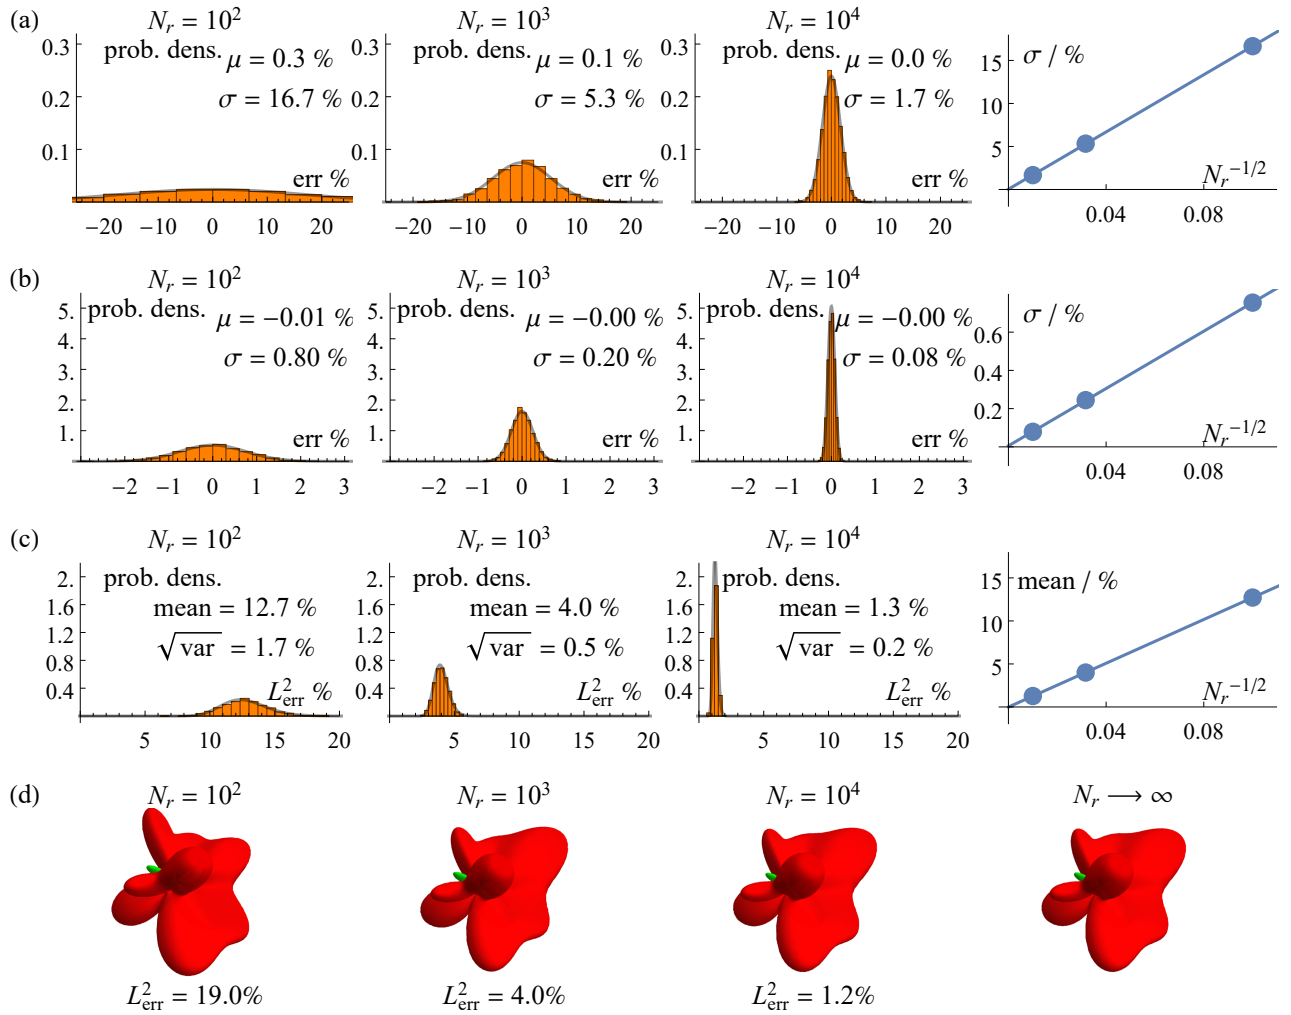 (a)
N_r = 10^2
N_r = 10^3
N_r = 10^4
prob. dens.
μ = 0.3 %
σ = 16.7 %
err %
0.3
0.2
0.1
−20 −10 0 10 20
prob. dens.
μ = 0.1 %
σ = 5.3 %
err %
0.3
0.2
0.1
−20 −10 0 10 20
prob. dens.
μ = 0.0 %
σ = 1.7 %
err %
0.3
0.2
0.1
−20 −10 0 10 20
σ / %
15
10
5
N_r^{−1/2}
0.04 0.08
(b)
N_r = 10^2
N_r = 10^3
N_r = 10^4
prob. dens.
μ = −0.01 %
σ = 0.80 %
err %
5.
4.
3.
2.
1.
−2 −1 0 1 2 3
prob. dens.
μ = −0.00 %
σ = 0.20 %
err %
5.
4.
3.
2.
1.
−2 −1 0 1 2 3
prob. dens.
μ = −0.00 %
σ = 0.08 %
err %
5.
4.
3.
2.
1.
−2 −1 0 1 2 3
σ / %
0.6
0.4
0.2
N_r^{−1/2}
0.04 0.08
(c)
N_r = 10^2
N_r = 10^3
N_r = 10^4
prob. dens.
mean = 12.7 %
√var = 1.7 %
L^2_err %
2.
1.6
1.2
0.8
0.4
5 10 15 20
prob. dens.
mean = 4.0 %
√var = 0.5 %
L^2_err %
2.
1.6
1.2
0.8
0.4
5 10 15 20
prob. dens.
mean = 1.3 %
√var = 0.2 %
L^2_err %
2.
1.6
1.2
0.8
0.4
5 10 15 20
mean / %
15
10
5
N_r^{−1/2}
0.04 0.08
(d)
N_r = 10^2
N_r = 10^3
N_r = 10^4
N_r ⟶ ∞
L^2_err = 19.0%
L^2_err = 4.0%
L^2_err = 1.2%